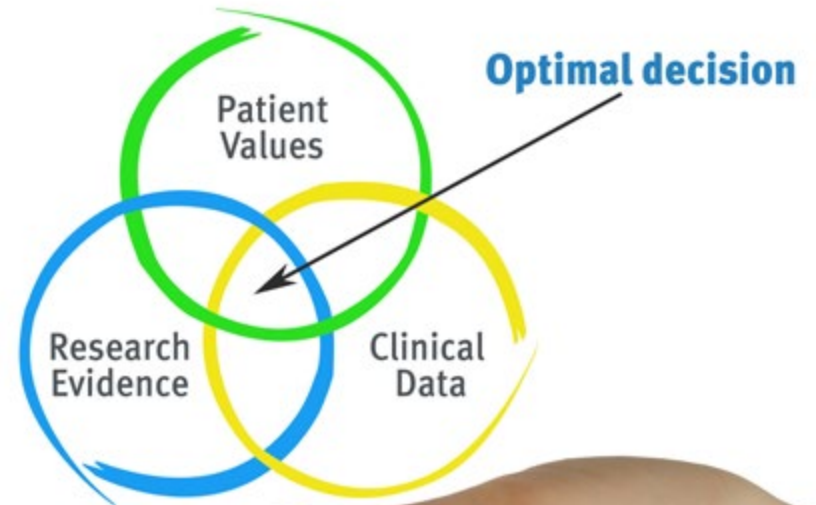 Optimal decision
Patient
Values
Research
Evidence
Clinical
Data